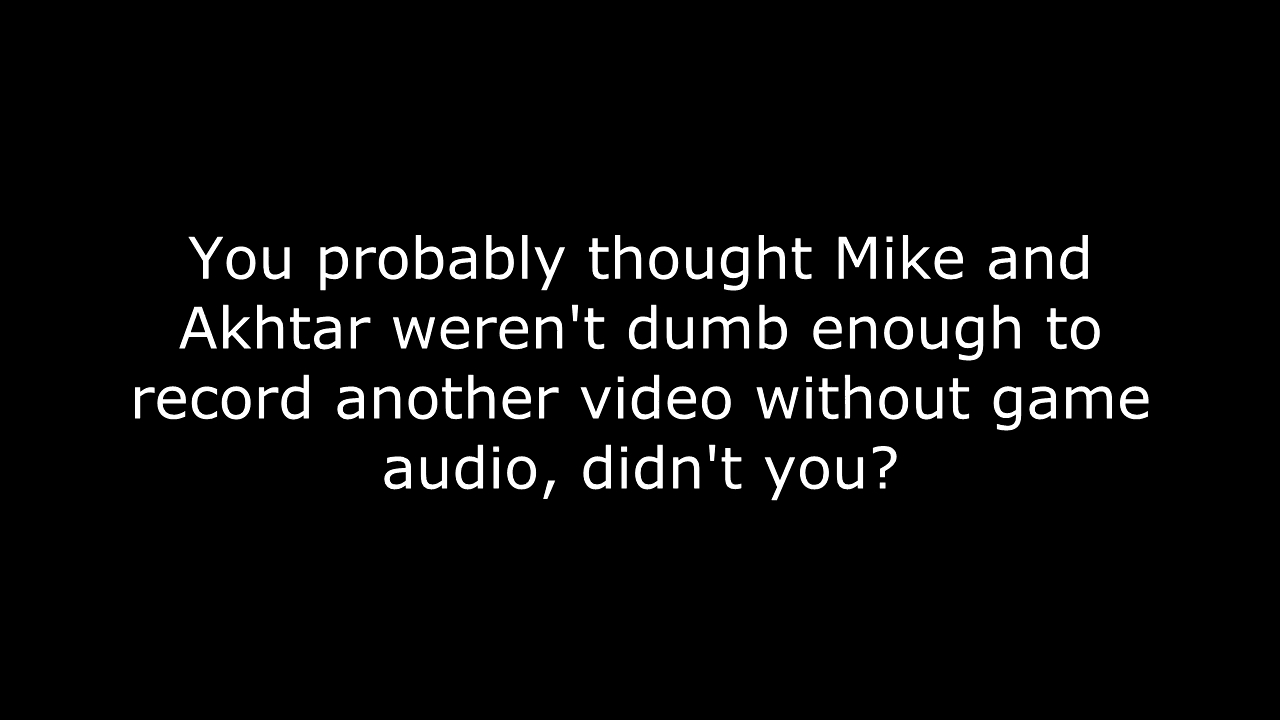 You probably thought Mike and
Akhtar weren't dumb enough to
record another video without game
audio, didn't you?